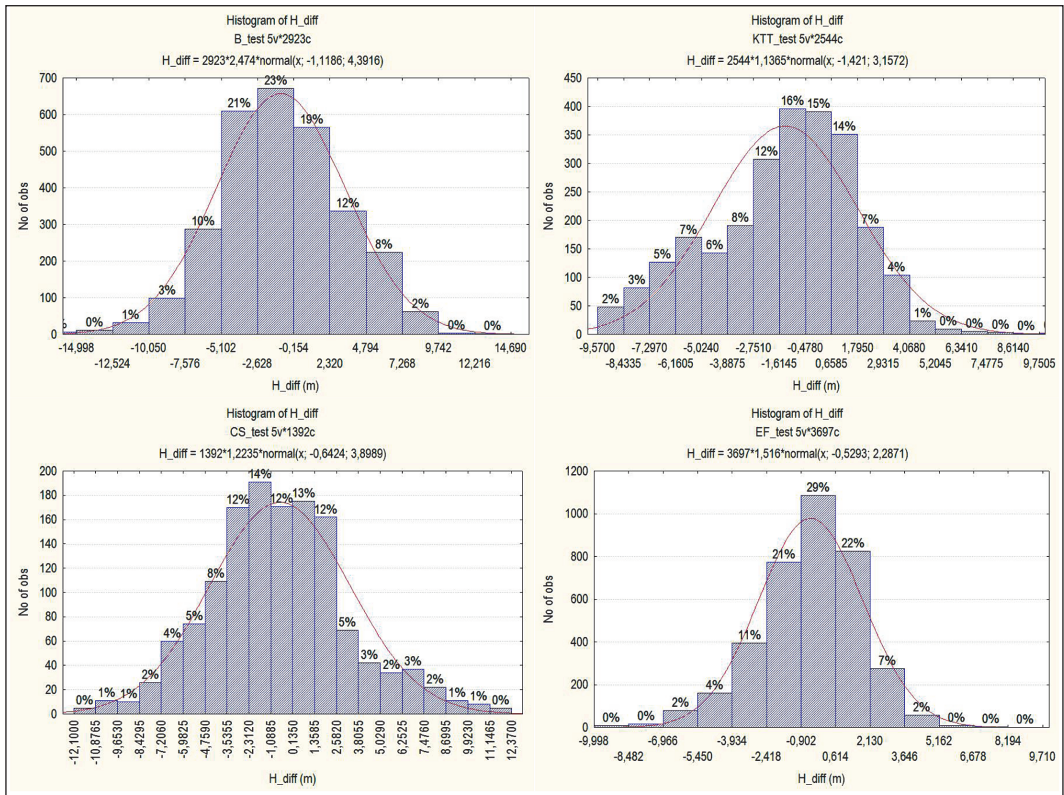 Histogram of H_diff
B_test 5v*2923c
H_diff = 2923*2,474*normal(x; -1,1186; 4,3916)
700
600
500
400
300
200
100
0
No of obs
% 0% 1% 3% 10% 21% 23% 19% 12% 8% 2% 0% 0%
-14,998 -10,050 -5,102 -0,154 4,794 9,742 14,690
-12,524 -7,576 -2,628 2,320 7,268 12,216
H_diff (m)
Histogram of H_diff
KTT_test 5v*2544c
H_diff = 2544*1,1365*normal(x; -1,421; 3,1572)
450
400
350
300
250
200
150
100
50
0
No of obs
2% 3% 5% 7% 6% 8% 12% 16% 15% 14% 7% 4% 1% 0% 0% 0% 0%
-9,5700 -7,2970 -5,0240 -2,7510 -0,4780 1,7950 4,0680 6,3410 8,6140
-8,4335 -6,1605 -3,8875 -1,6145 0,6585 2,9315 5,2045 7,4775 9,7505
H_diff (m)
Histogram of H_diff
CS_test 5v*1392c
H_diff = 1392*1,2235*normal(x; -0,6424; 3,8989)
200
180
160
140
120
100
80
60
40
20
0
No of obs
0% 1% 1% 2% 4% 5% 8% 12% 14% 12% 13% 12% 5% 3% 2% 3% 2% 1% 1% 0%
-12,1000 -10,8765 -9,6530 -8,4295 -7,2060 -5,9825 -4,7590 -3,5355 -2,3120 -1,0885 0,1350 1,3585 2,5820 3,8055 5,0290 6,2525 7,4760 8,6995 9,9230 11,1465 12,3700
H_diff (m)
Histogram of H_diff
EF_test 5v*3697c
H_diff = 3697*1,516*normal(x; -0,5293; 2,2871)
1200
1000
800
600
400
200
0
No of obs
0% 0% 2% 4% 11% 21% 29% 22% 7% 2% 0% 0% 0%
-9,998 -6,966 -3,934 -0,902 2,130 5,162 8,194
-8,482 -5,450 -2,418 0,614 3,646 6,678 9,710
H_diff (m)